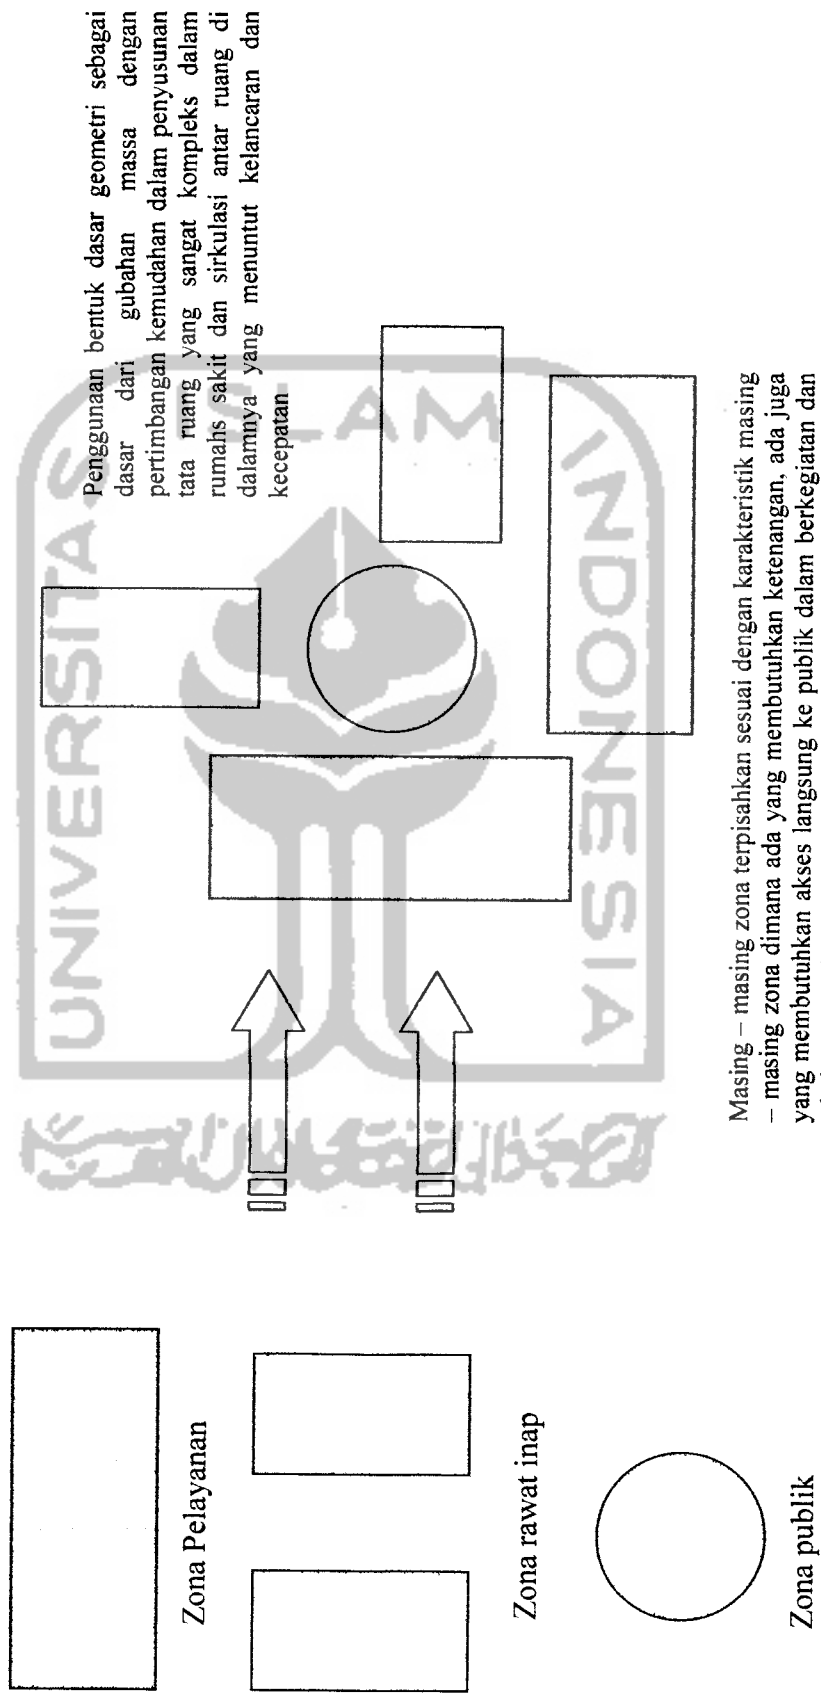 Zona Pelayanan
Zona rawat inap
Zona publik
Penggunaan bentuk dasar geometri sebagai
dasar dari gubahan massa dengan
pertimbangan kemudahan dalam penyusunan
tata ruang yang sangat kompleks dalam
rumahs sakit dan sirkulasi antar ruang di
dalamnya yang menuntut kelancaran dan
kecepatan
Masing – masing zona terpisahkan sesuai dengan karakteristik masing
– masing zona dimana ada yang membutuhkan ketenangan, ada juga
yang membutuhkan akses langsung ke publik dalam berkegiatan dan
UNIVERSITAS
ISLAM
INDONESIA